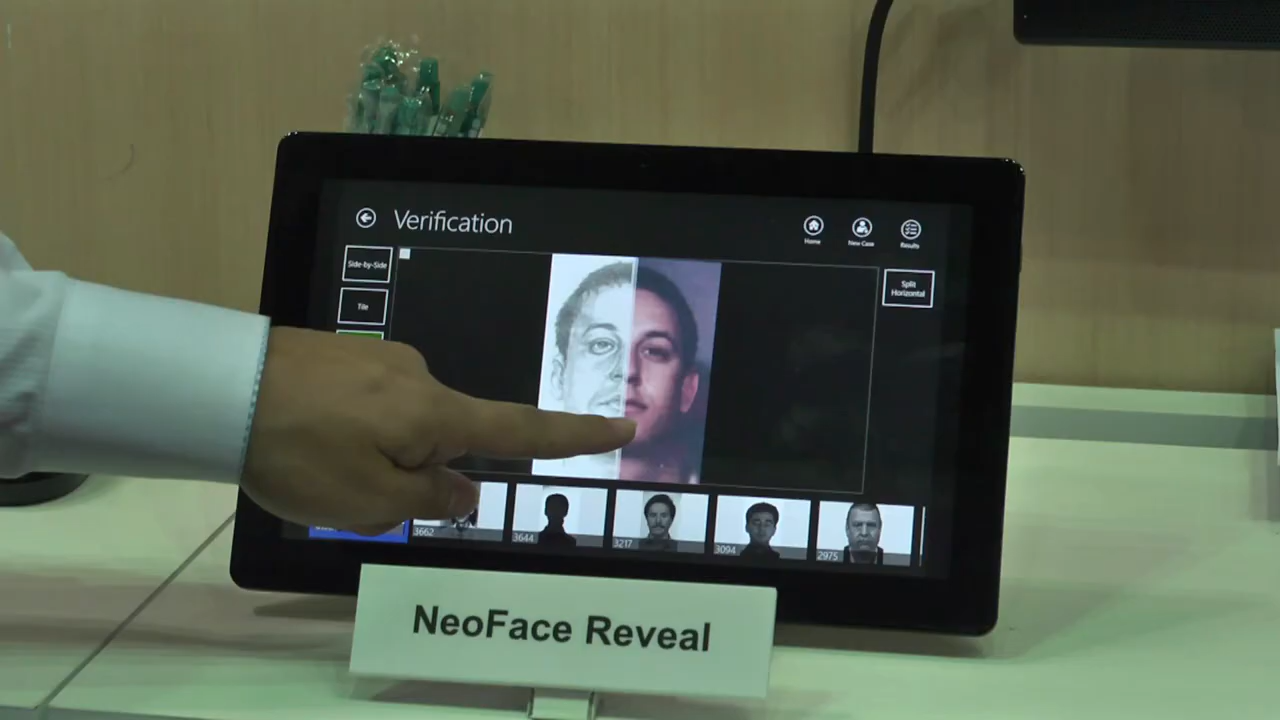 Verification
Home
New Case
Results
Side-by-Side
Tile
Split
Horizontal
3662
3644
3217
3094
2975
NeoFace Reveal